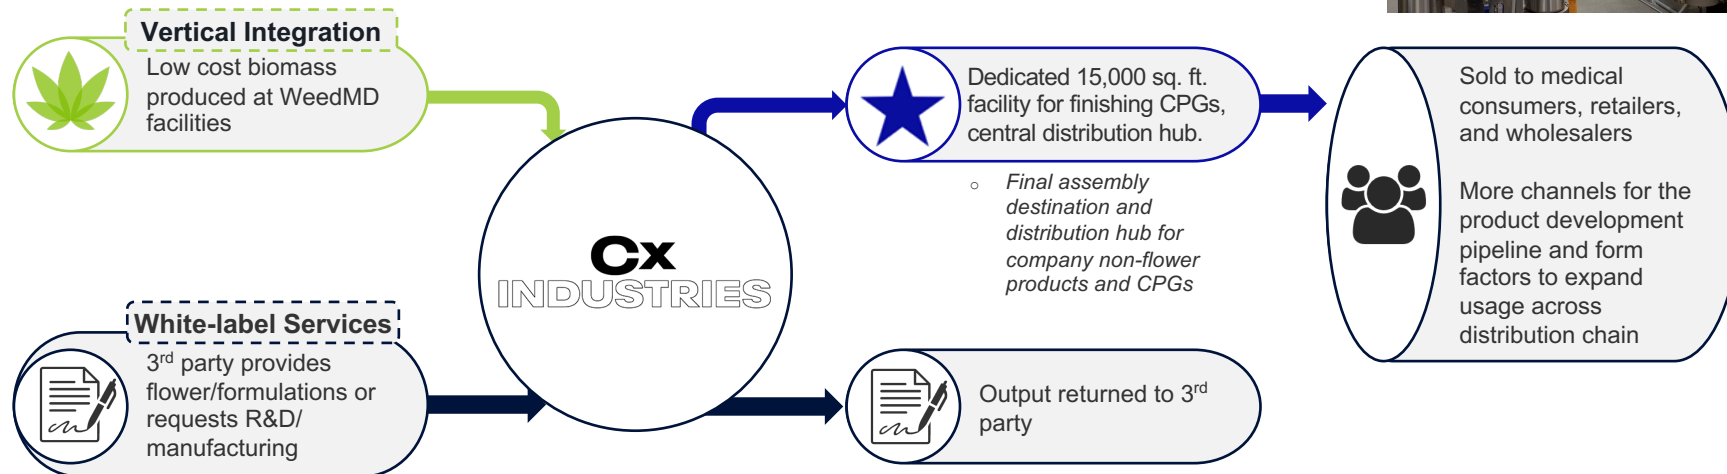 Vertical Integration
Low cost biomass
produced at WeedMD
facilities
White-label Services
3rd party provides
flower/formulations or
requests R&D/
manufacturing
Cx
INDUSTRIES
Dedicated 15,000 sq. ft.
facility for finishing CPGs,
central distribution hub.
○ Final assembly
destination and
distribution hub for
company non-flower
products and CPGs
Output returned to 3rd
party
Sold to medical
consumers, retailers,
and wholesalers
More channels for the
product development
pipeline and form
factors to expand
usage across
distribution chain